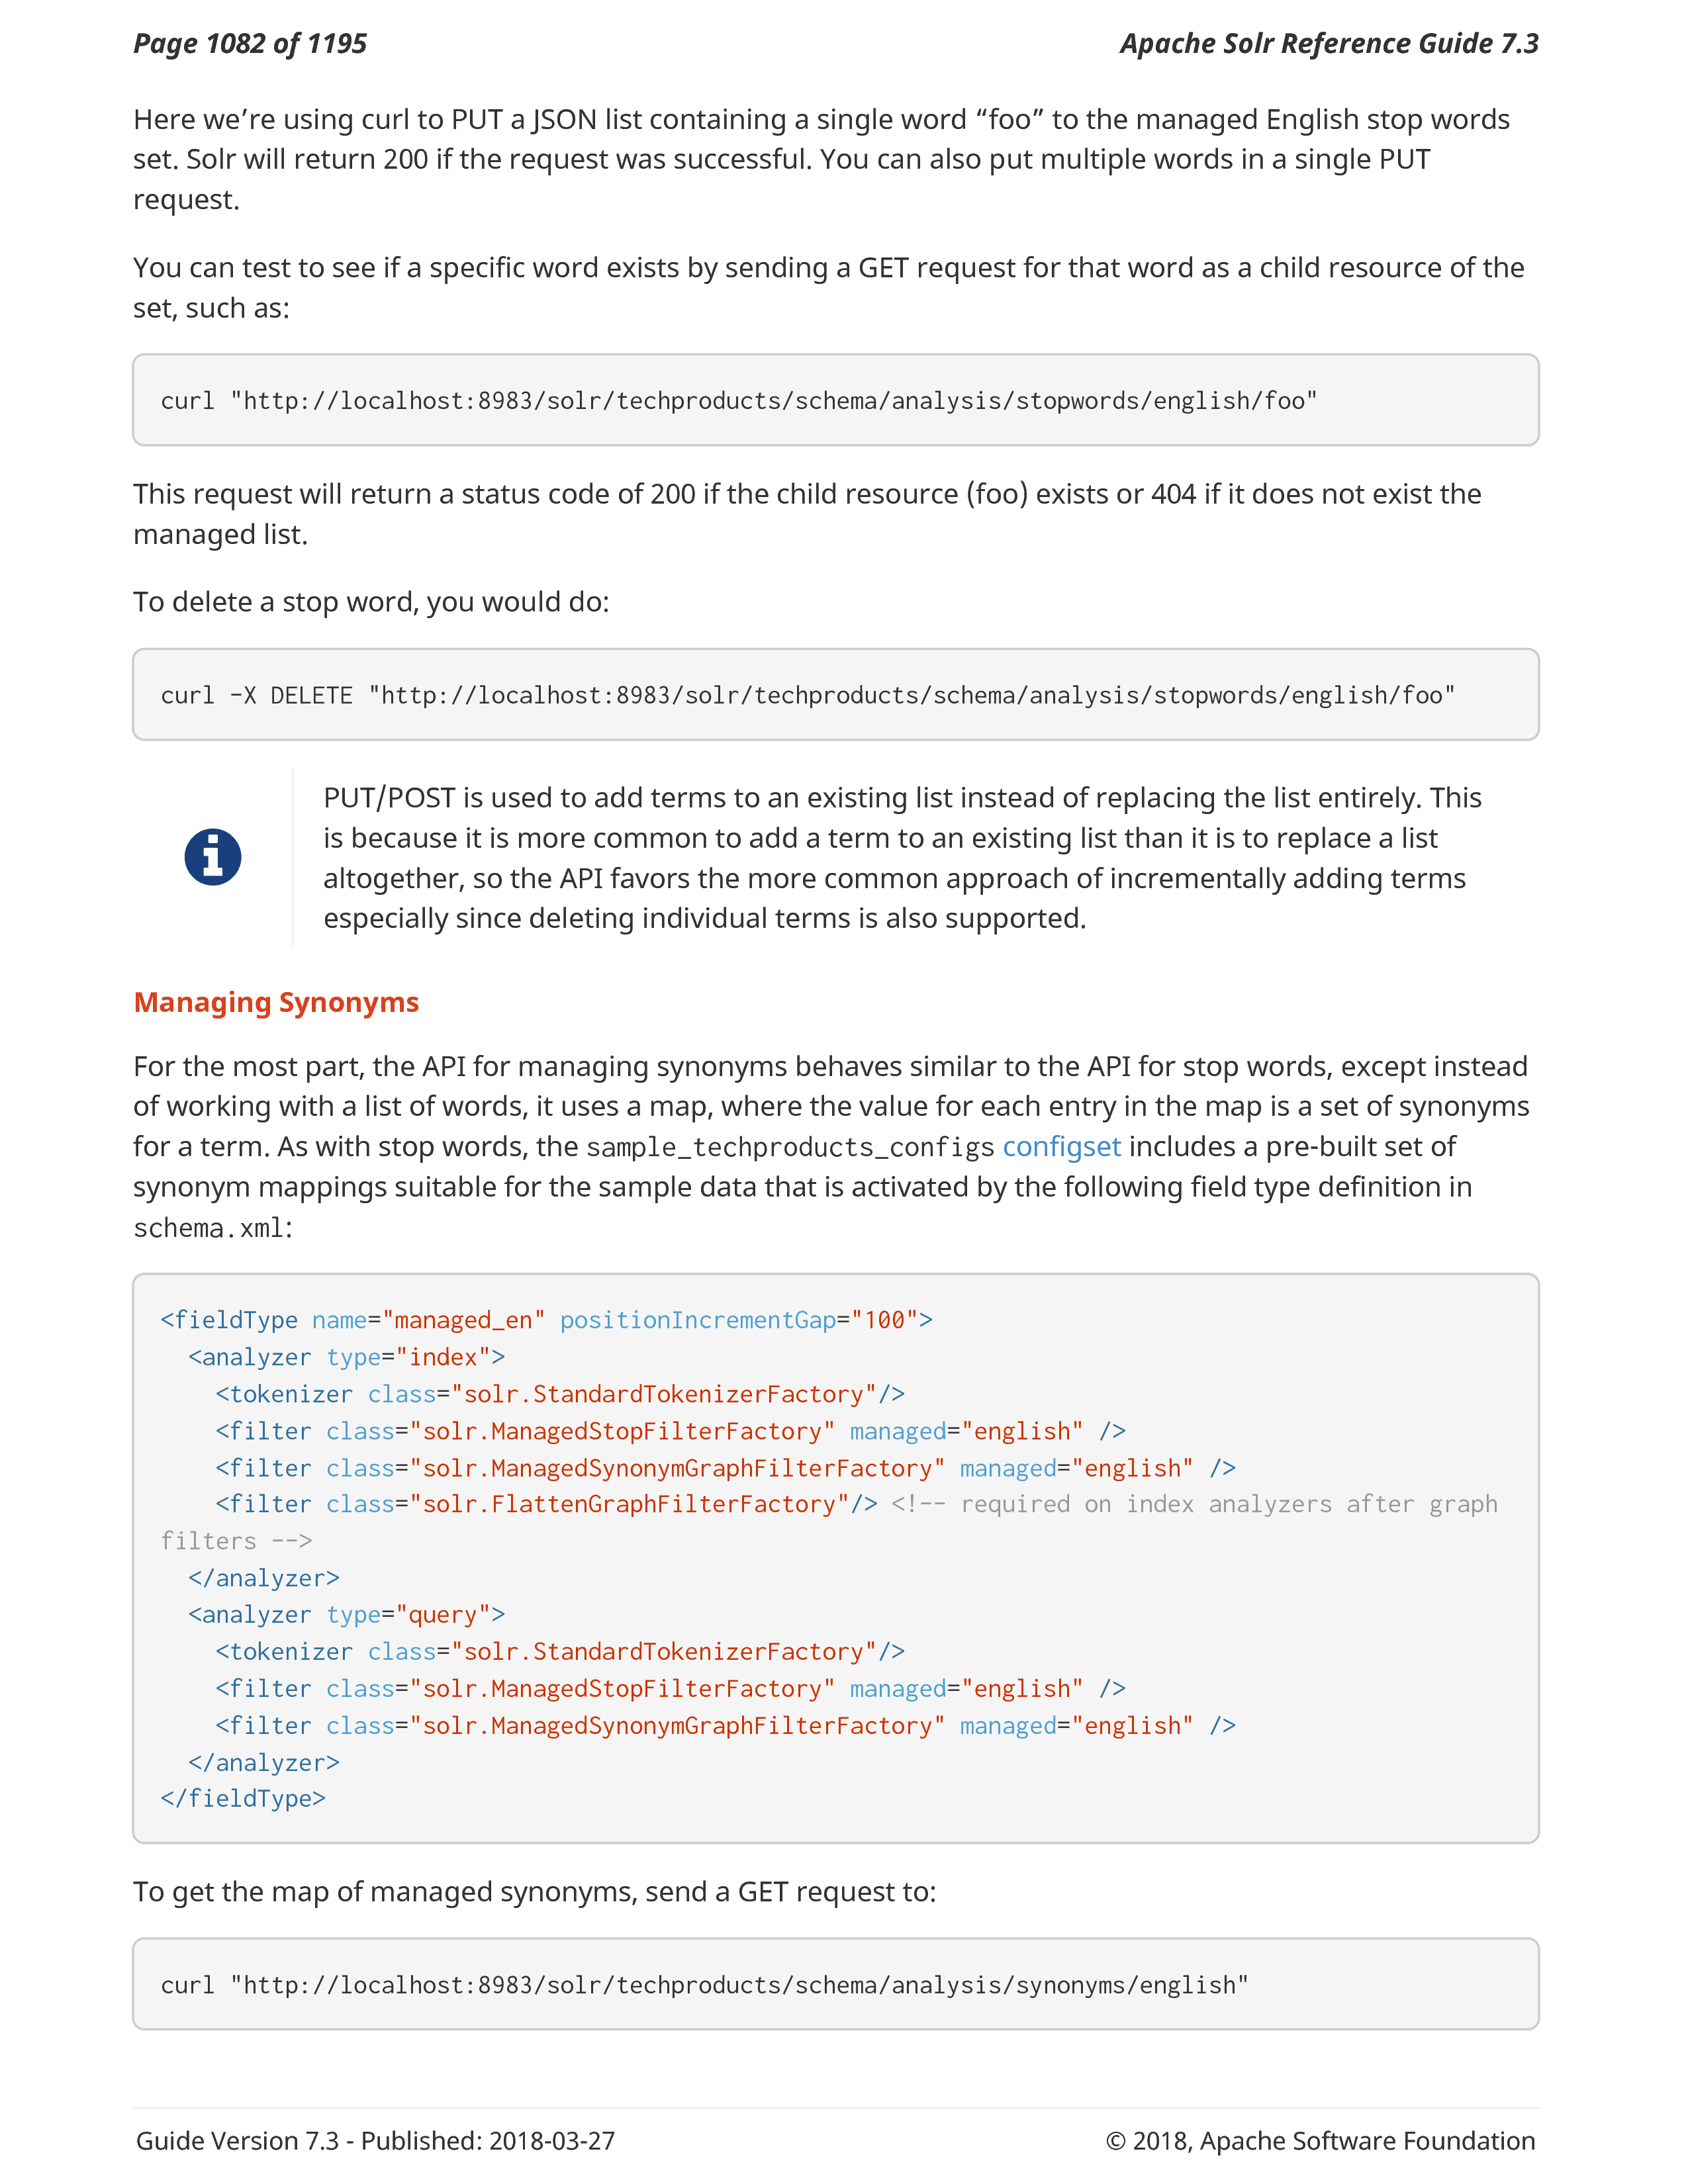 Page 1082 of 1195
Apache Solr Reference Guide 7.3
Here we’re using curl to PUT a JSON list containing a single word “foo” to the managed English stop words
set. Solr will return 200 if the request was successful. You can also put multiple words in a single PUT
request.
You can test to see if a specific word exists by sending a GET request for that word as a child resource of the
set, such as:
curl "http://localhost:8983/solr/techproducts/schema/analysis/stopwords/english/foo"
This request will return a status code of 200 if the child resource (foo) exists or 404 if it does not exist the
managed list.
To delete a stop word, you would do:
curl -X DELETE "http://localhost:8983/solr/techproducts/schema/analysis/stopwords/english/foo"
PUT/POST is used to add terms to an existing list instead of replacing the list entirely. This
is because it is more common to add a term to an existing list than it is to replace a list
altogether, so the API favors the more common approach of incrementally adding terms
especially since deleting individual terms is also supported.
Managing Synonyms
For the most part, the API for managing synonyms behaves similar to the API for stop words, except instead
of working with a list of words, it uses a map, where the value for each entry in the map is a set of synonyms
for a term. As with stop words, the sample_techproducts_configs configset includes a pre-built set of
synonym mappings suitable for the sample data that is activated by the following field type definition in
schema.xml:
<fieldType name="managed_en" positionIncrementGap="100">
  <analyzer type="index">
    <tokenizer class="solr.StandardTokenizerFactory"/>
    <filter class="solr.ManagedStopFilterFactory" managed="english" />
    <filter class="solr.ManagedSynonymGraphFilterFactory" managed="english" />
    <filter class="solr.FlattenGraphFilterFactory"/> <!-- required on index analyzers after graph
filters -->
  </analyzer>
  <analyzer type="query">
    <tokenizer class="solr.StandardTokenizerFactory"/>
    <filter class="solr.ManagedStopFilterFactory" managed="english" />
    <filter class="solr.ManagedSynonymGraphFilterFactory" managed="english" />
  </analyzer>
</fieldType>
To get the map of managed synonyms, send a GET request to:
curl "http://localhost:8983/solr/techproducts/schema/analysis/synonyms/english"
Guide Version 7.3 - Published: 2018-03-27
© 2018, Apache Software Foundation